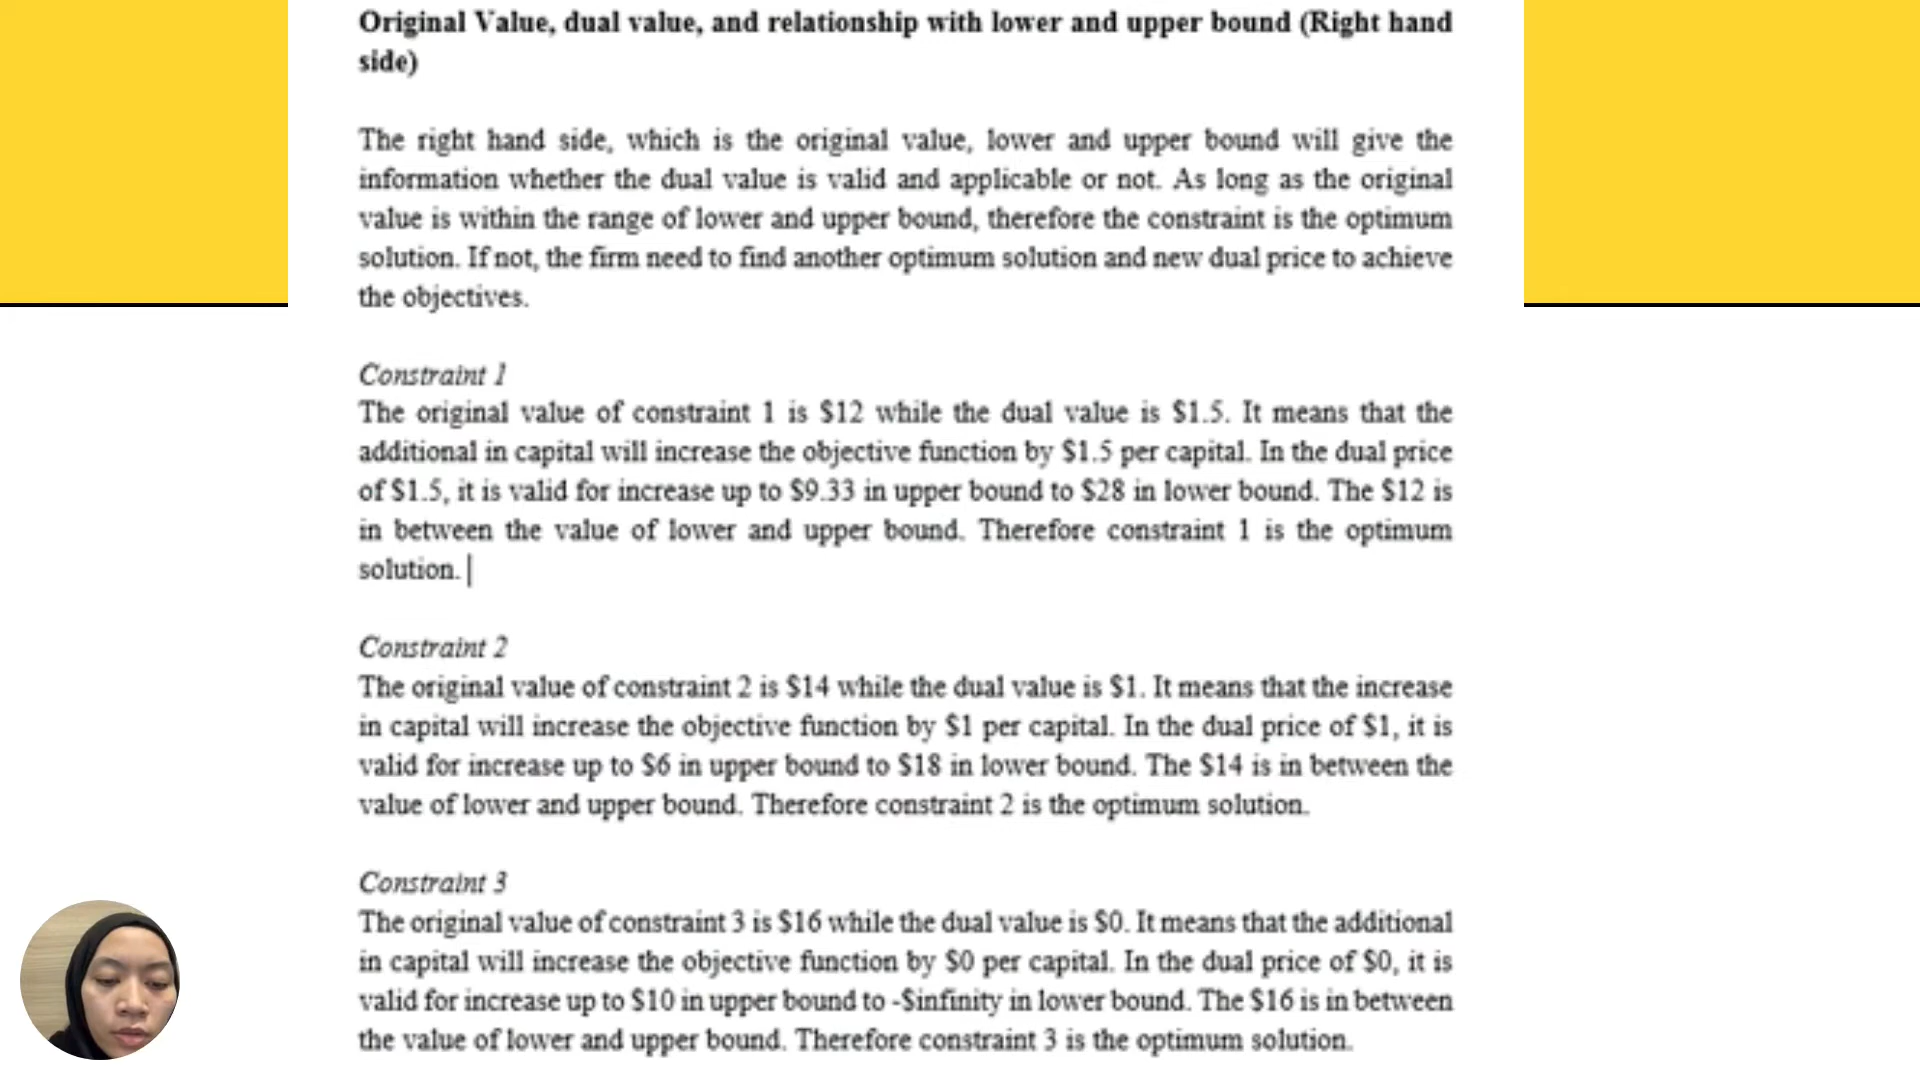 Original Value, dual value, and relationship with lower and upper bound (Right hand
side)
The right hand side, which is the original value, lower and upper bound will give the
information whether the dual value is valid and applicable or not. As long as the original
value is within the range of lower and upper bound, therefore the constraint is the optimum
solution. If not, the firm need to find another optimum solution and new dual price to achieve
the objectives.
Constraint 1
The original value of constraint 1 is $12 while the dual value is $1.5. It means that the
additional in capital will increase the objective function by $1.5 per capital. In the dual price
of $1.5, it is valid for increase up to $9.33 in upper bound to $28 in lower bound. The $12 is
in between the value of lower and upper bound. Therefore constraint 1 is the optimum
solution.
Constraint 2
The original value of constraint 2 is $14 while the dual value is $1. It means that the increase
in capital will increase the objective function by $1 per capital. In the dual price of $1, it is
valid for increase up to $6 in upper bound to $18 in lower bound. The $14 is in between the
value of lower and upper bound. Therefore constraint 2 is the optimum solution.
Constraint 3
The original value of constraint 3 is $16 while the dual value is $0. It means that the additional
in capital will increase the objective function by $0 per capital. In the dual price of $0, it is
valid for increase up to $10 in upper bound to -$infinity in lower bound. The $16 is in between
the value of lower and upper bound. Therefore constraint 3 is the optimum solution.